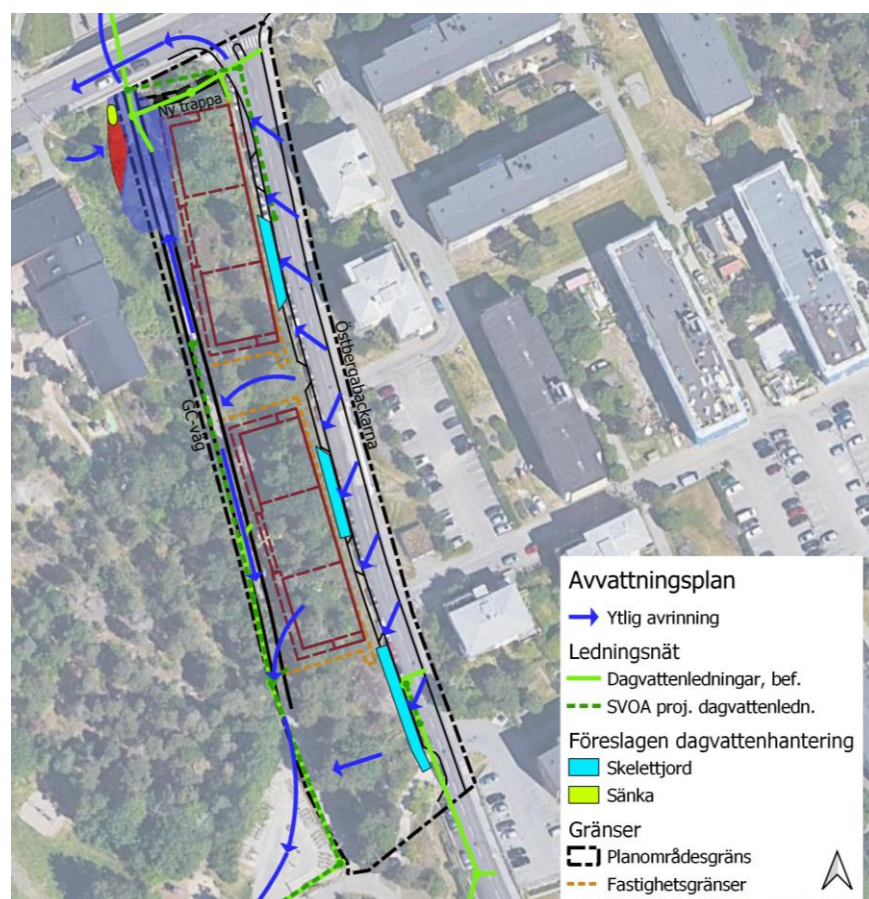 Ny trappa
Östbergabackarna
GC-väg
Avvattningsplan
Ytlig avrinning
Ledningsnät
Dagvattenledningar, bef.
SVOA proj. dagvattenledn.
Föreslagen dagvattenhantering
Skelettjord
Sänka
Gränser
Planområdesgräns
Fastighetsgränser